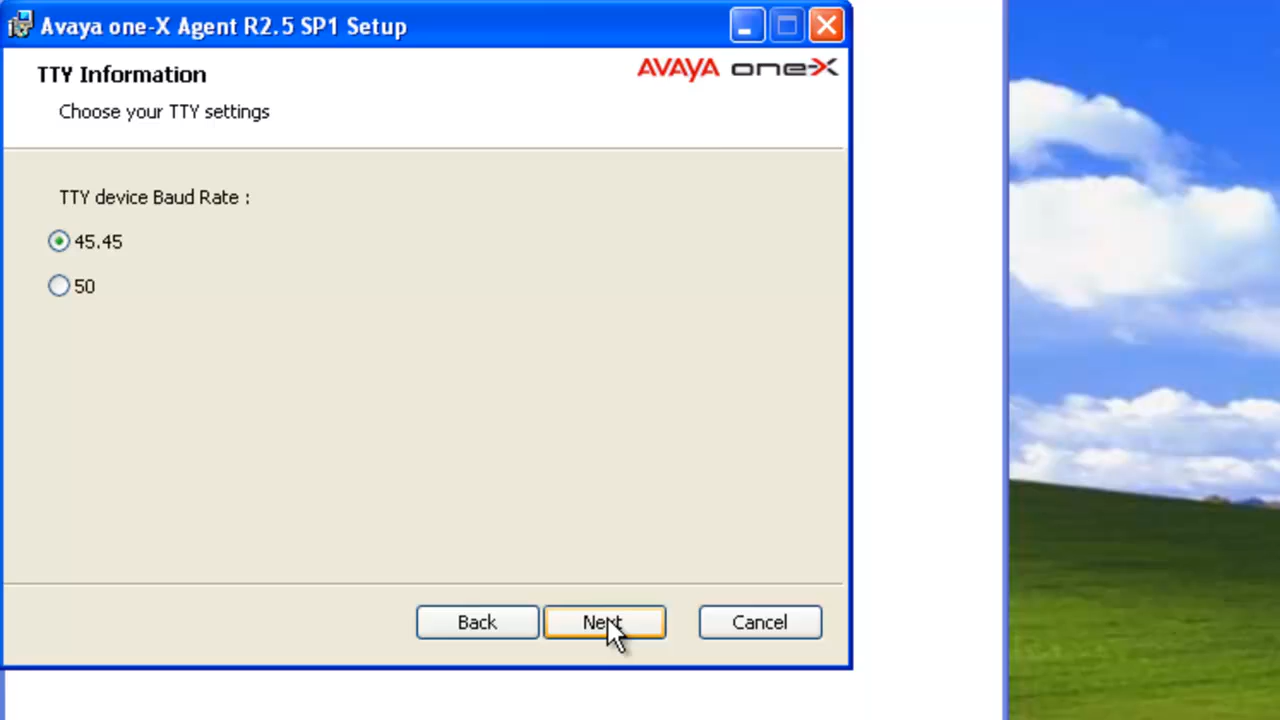 Avaya one-X Agent R2.5 SP1 Setup
TTY Information
AVAYA one-X
Choose your TTY settings
TTY device Baud Rate :
45.45
50
Back Next Cancel